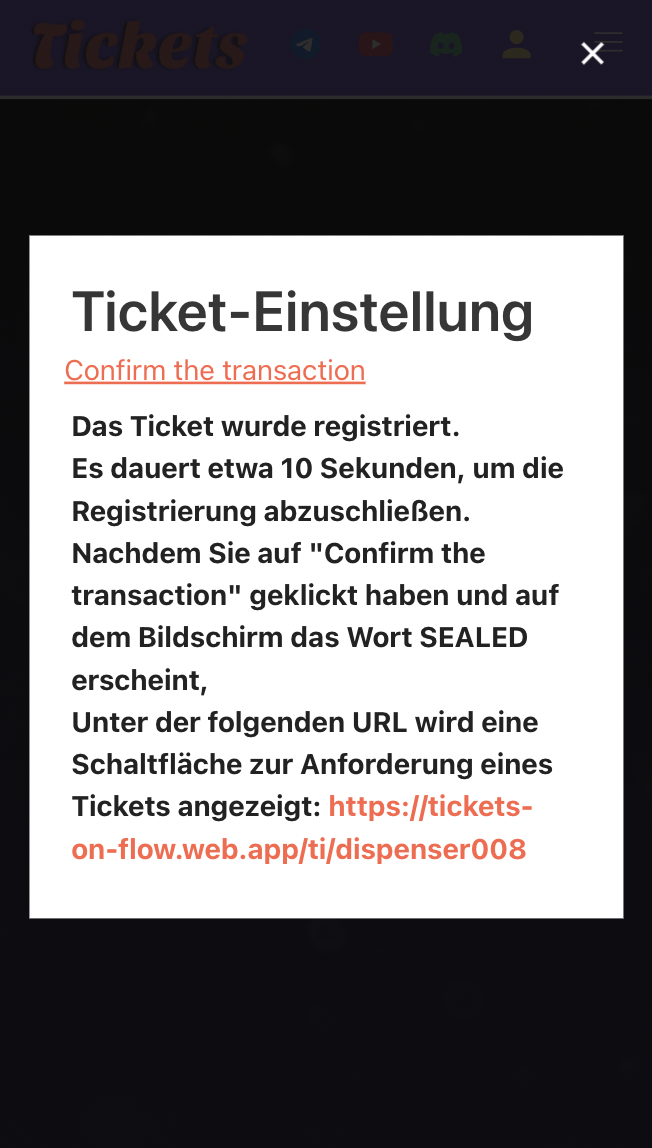 Tickets
Ticket-Einstellung
Confirm the transaction
Das Ticket wurde registriert.
Es dauert etwa 10 Sekunden, um die
Registrierung abzuschließen.
Nachdem Sie auf "Confirm the
transaction" geklickt haben und auf
dem Bildschirm das Wort SEALED
erscheint,
Unter der folgenden URL wird eine
Schaltfläche zur Anforderung eines
Tickets angezeigt: https://tickets-
on-flow.web.app/ti/dispenser008